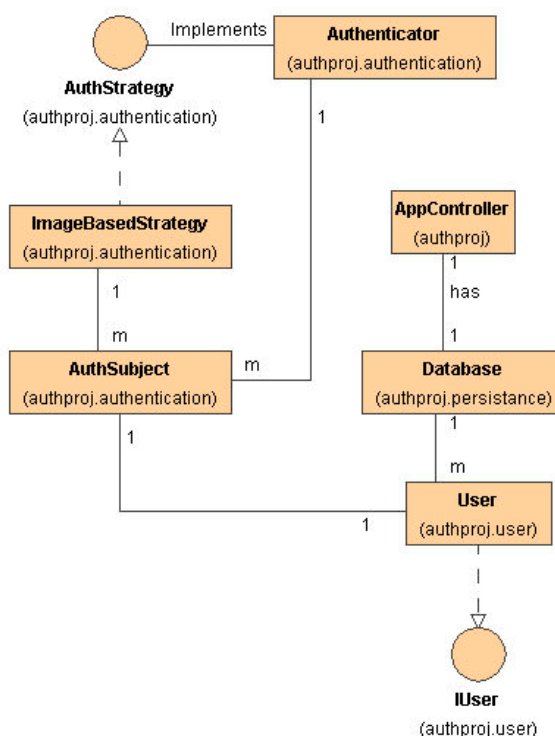 Implements
Authenticator
(authproj.authentication)
AuthStrategy
(authproj.authentication)
1
ImageBasedStrategy
(authproj.authentication)
AppController
(authproj)
1
1
has
m
1
AuthSubject
(authproj.authentication)
m
Database
(authproj.persistance)
1
1
m
User
(authproj.user)
1
IUser
(authproj.user)